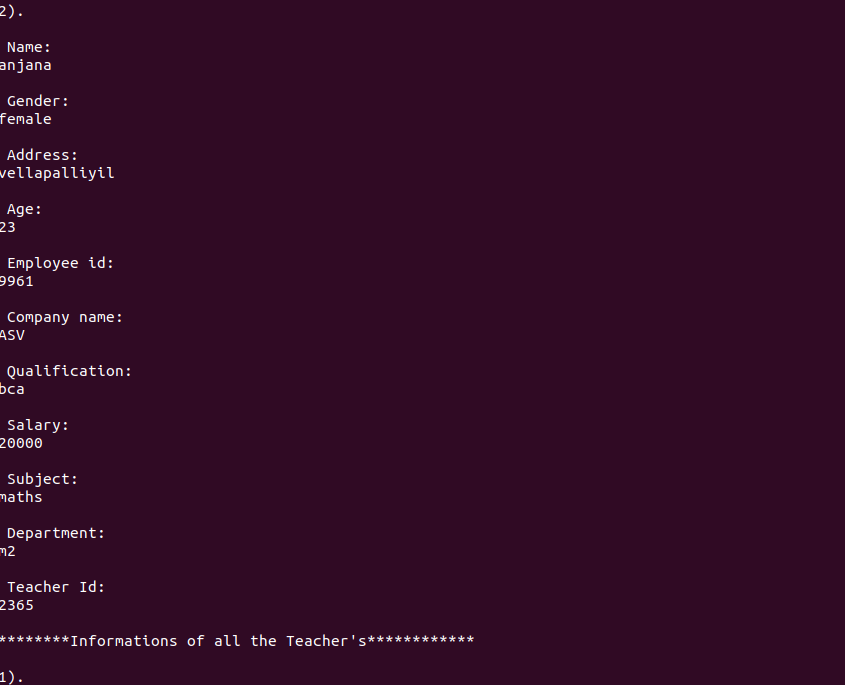 2).
Name:
anjana
Gender:
female
Address:
vellapalliyil
Age:
23
Employee id:
9961
Company name:
ASV
Qualification:
bca
Salary:
20000
Subject:
maths
Department:
m2
Teacher Id:
2365
********Informations of all the Teacher's************
1).